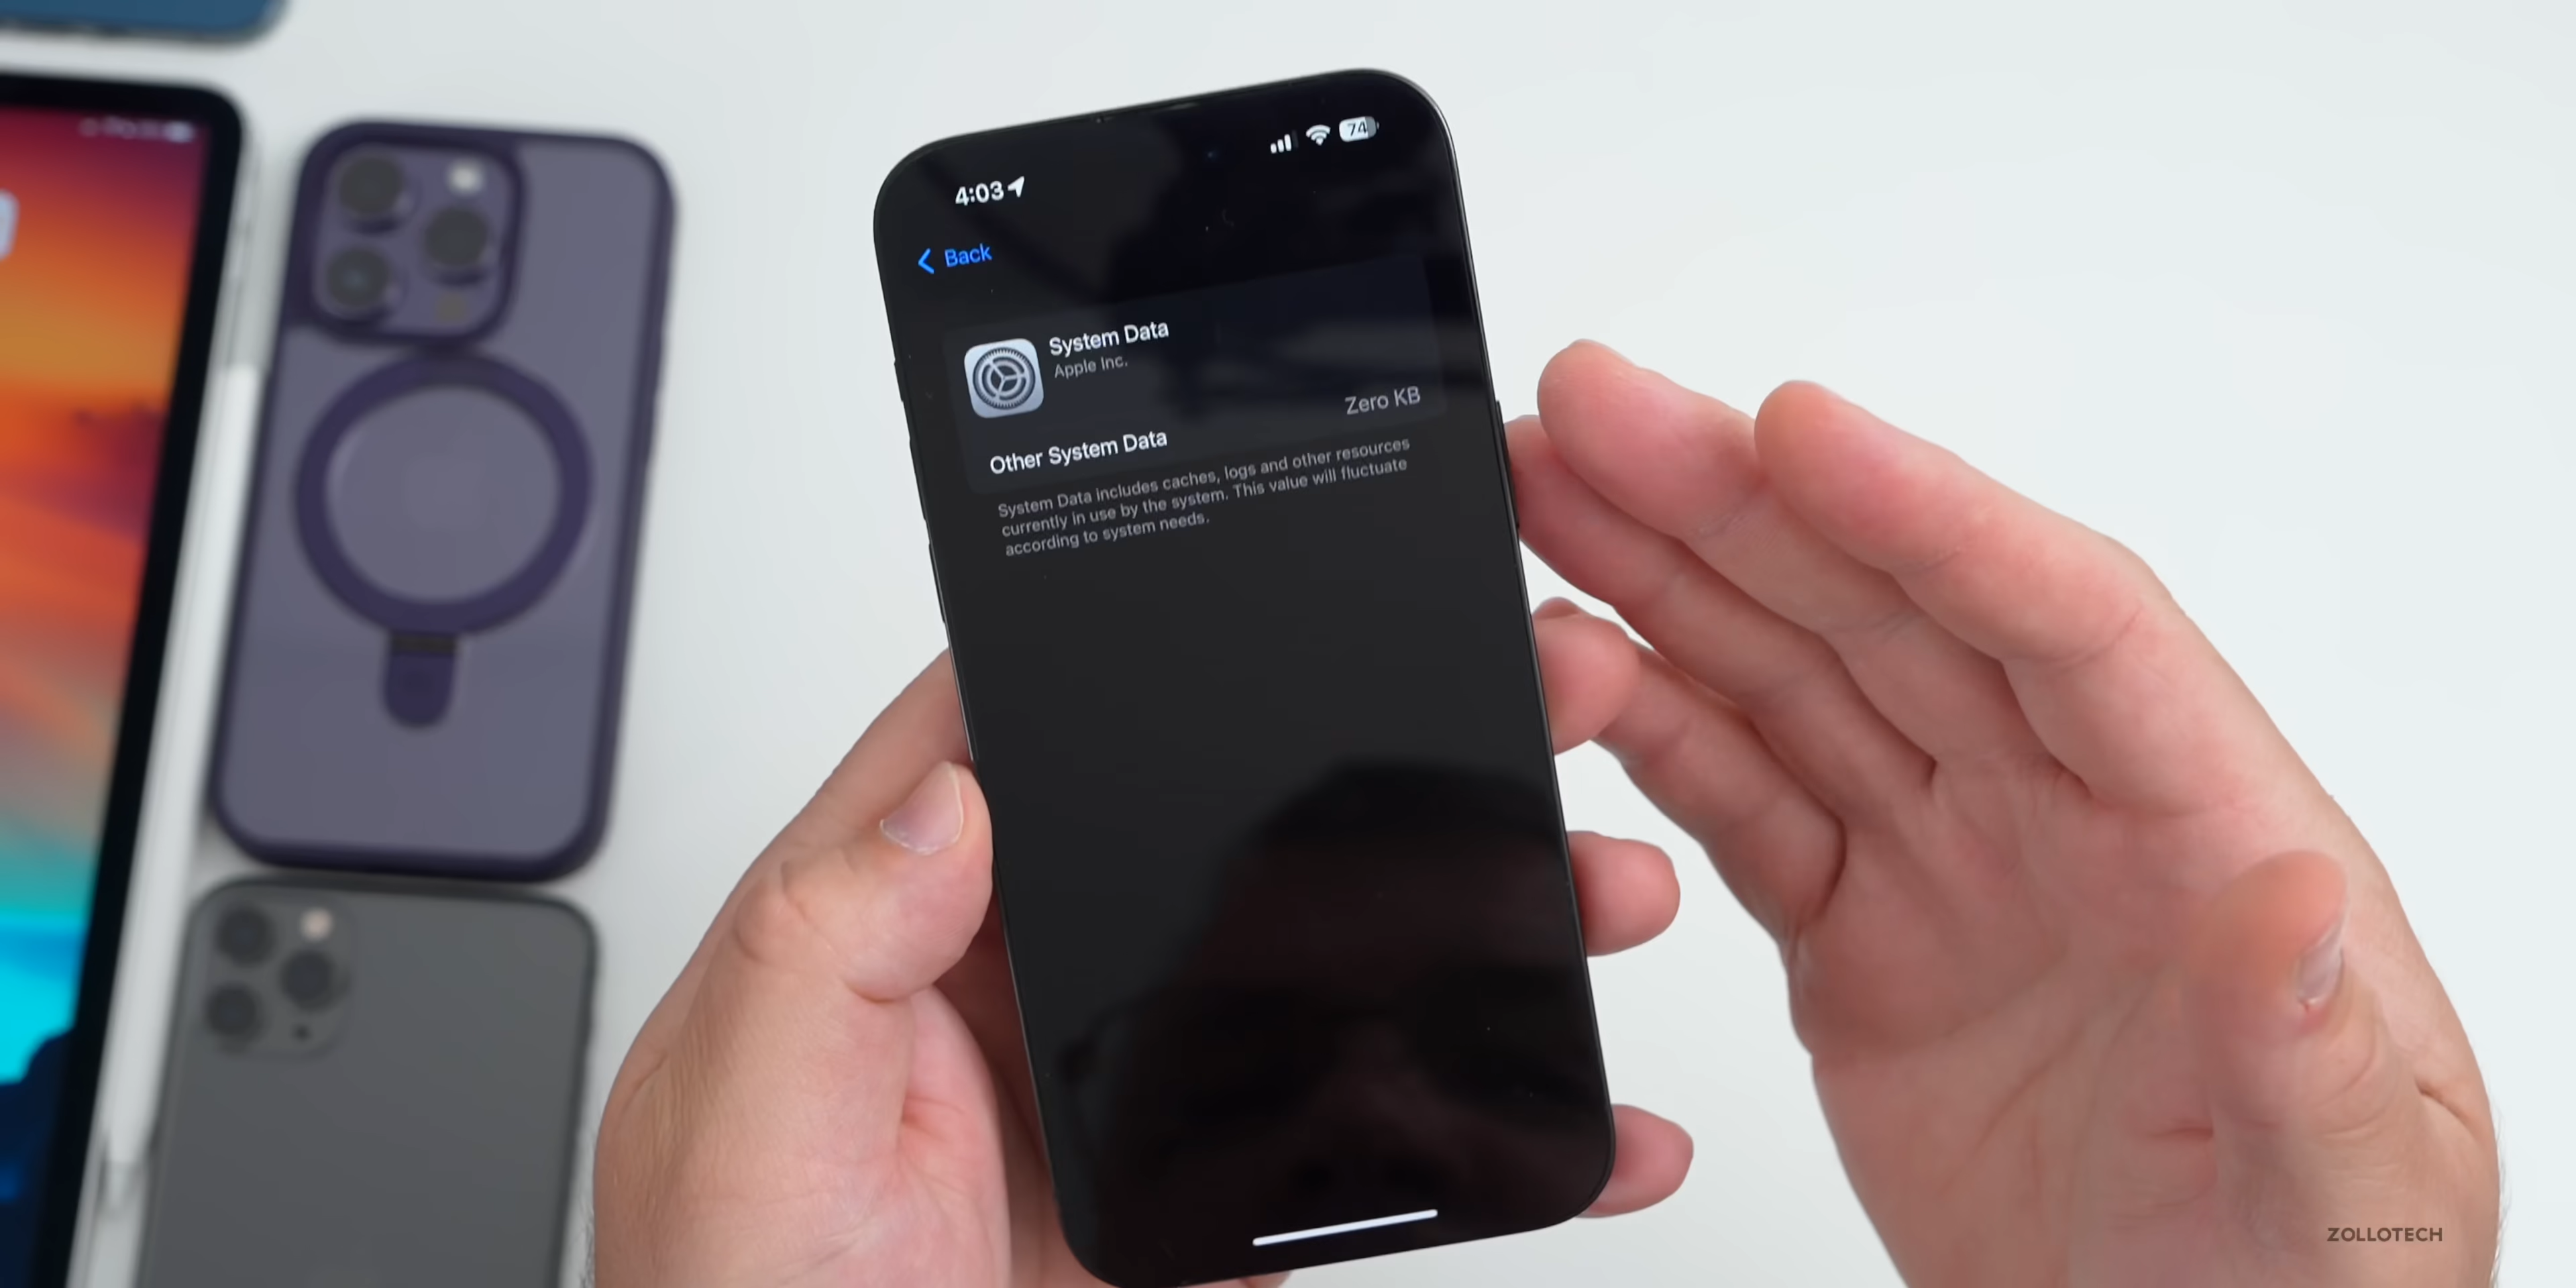 4:03
74
Back
System Data
Apple Inc.
Zero KB
Other System Data
System Data includes caches, logs and other resources
currently in use by the system. This value will fluctuate
according to system needs.
ZOLLOTECH